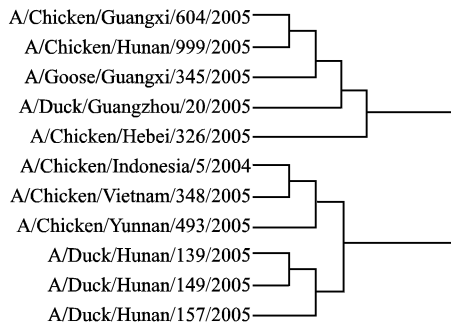 A/Chicken/Guangxi/604/2005
A/Chicken/Hunan/999/2005
A/Goose/Guangxi/345/2005
A/Duck/Guangzhou/20/2005
A/Chicken/Hebei/326/2005
A/Chicken/Indonesia/5/2004
A/Chicken/Vietnam/348/2005
A/Chicken/Yunnan/493/2005
A/Duck/Hunan/139/2005
A/Duck/Hunan/149/2005
A/Duck/Hunan/157/2005